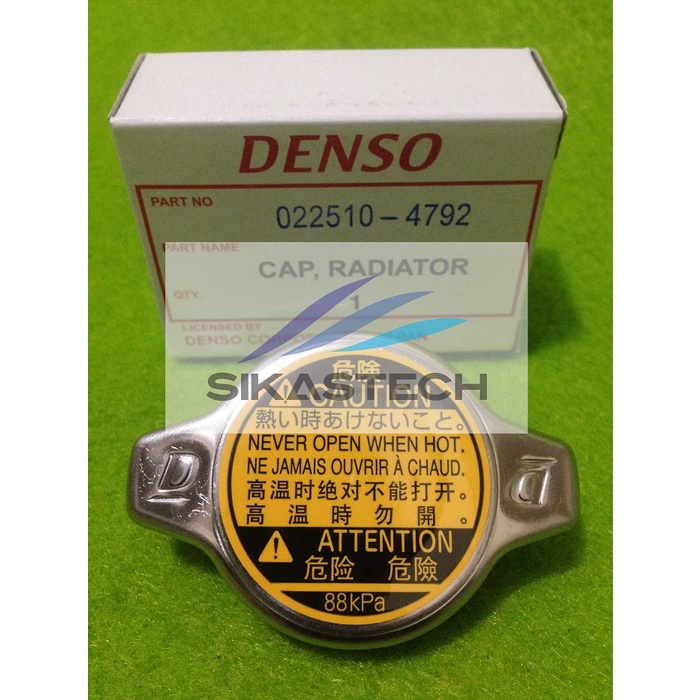 DENSO
PART NO
022510-4792
PART NAME
CAP, RADIATOR
QTY.
1
LICENSED BY
SIKASTECH
危険
CAUTION
熱い時あけないこと。
NEVER OPEN WHEN HOT.
NE JAMAIS OUVRIR À CHAUD.
高温时绝对不能打开。
高温時勿開。
ATTENTION
危险 危險
88kPa
D
D